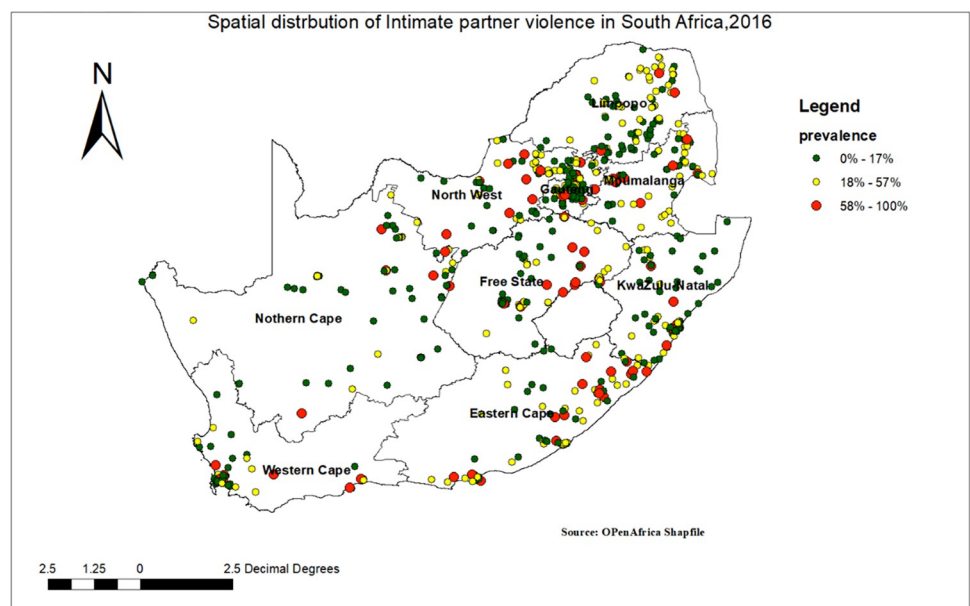 Spatial distrbution of Intimate partner violence in South Africa,2016
N
Limpopo
Legend
prevalence
0% - 17%
18% - 57%
58% - 100%
North West
Gauteng
Mpumalanga
Free State
KwaZulu Natal
Nothern Cape
Eastern Cape
Western Cape
Source: OPenAfrica Shapfile
2.5 1.25 0 2.5 Decimal Degrees